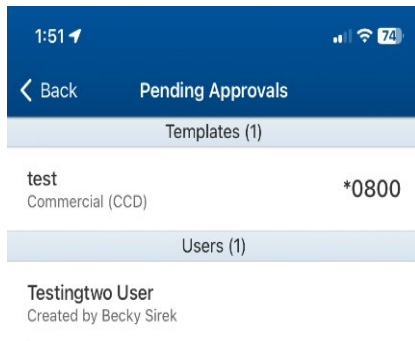 1:51
74
Back Pending Approvals
Templates (1)
test
Commercial (CCD) *0800
Users (1)
Testingtwo User
Created by Becky Sirek